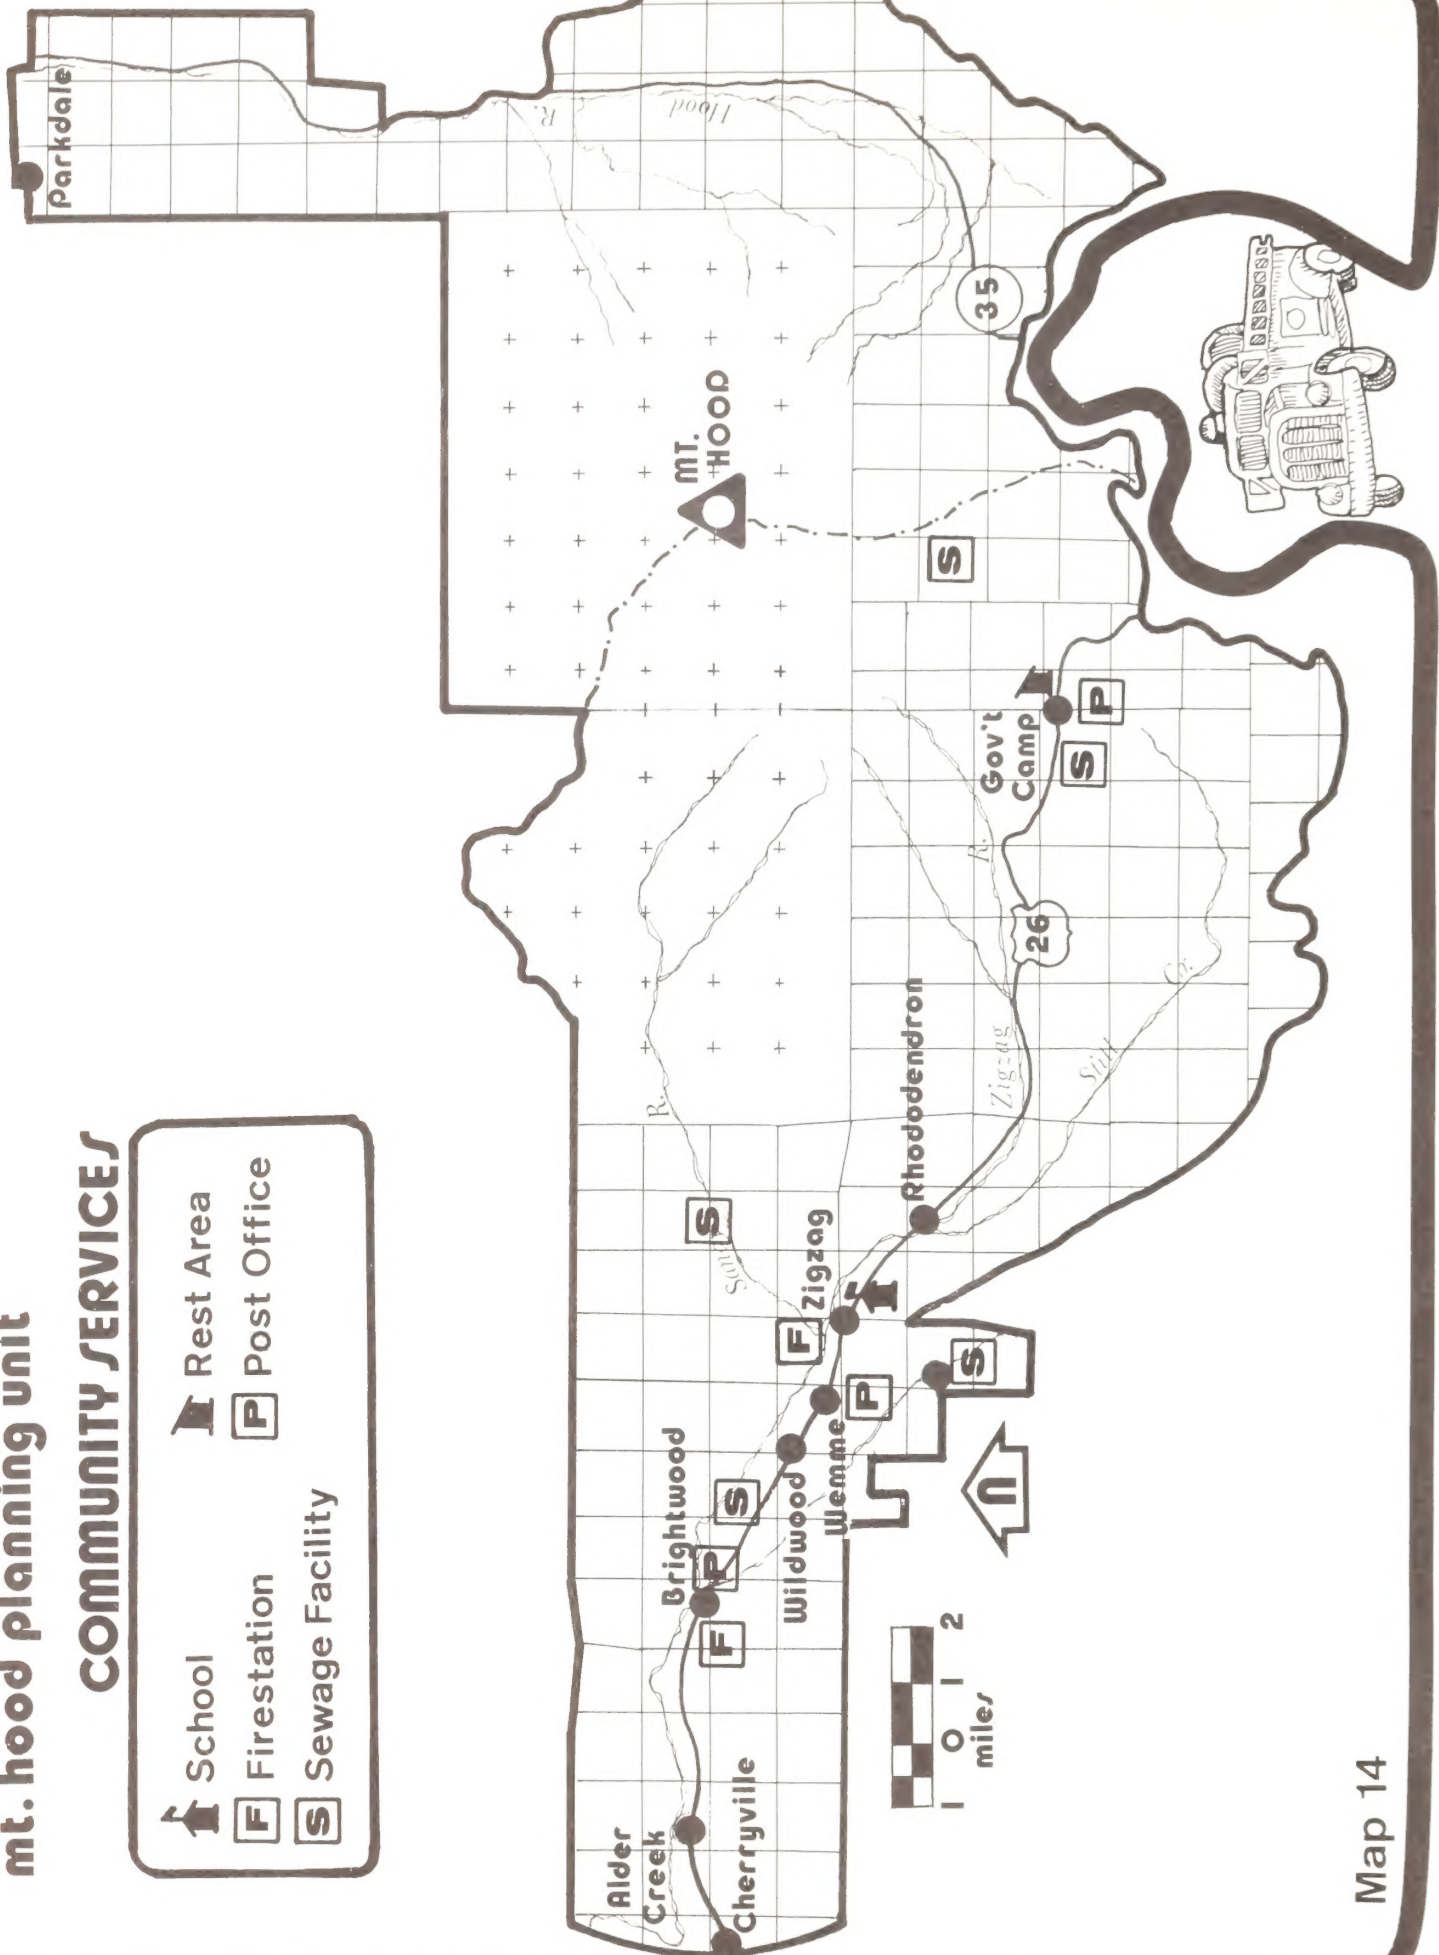 mt. hood planning unit
COMMUNITY SERVICES
School
Rest Area
F Firestation
P Post Office
S Sewage Facility
Parkdale
R.
Hood
35
MT.
HOOD
S
Gov't
Camp
P
S
R.
26
Zigzag
Still
Cr.
Rhododendron
R.
S
Zigzag
F
P
S
Wemme
Wildwood
Brightwood
S
P
F
Alder
Creek
Cherryville
n
1 0 1 2
miles
Map 14